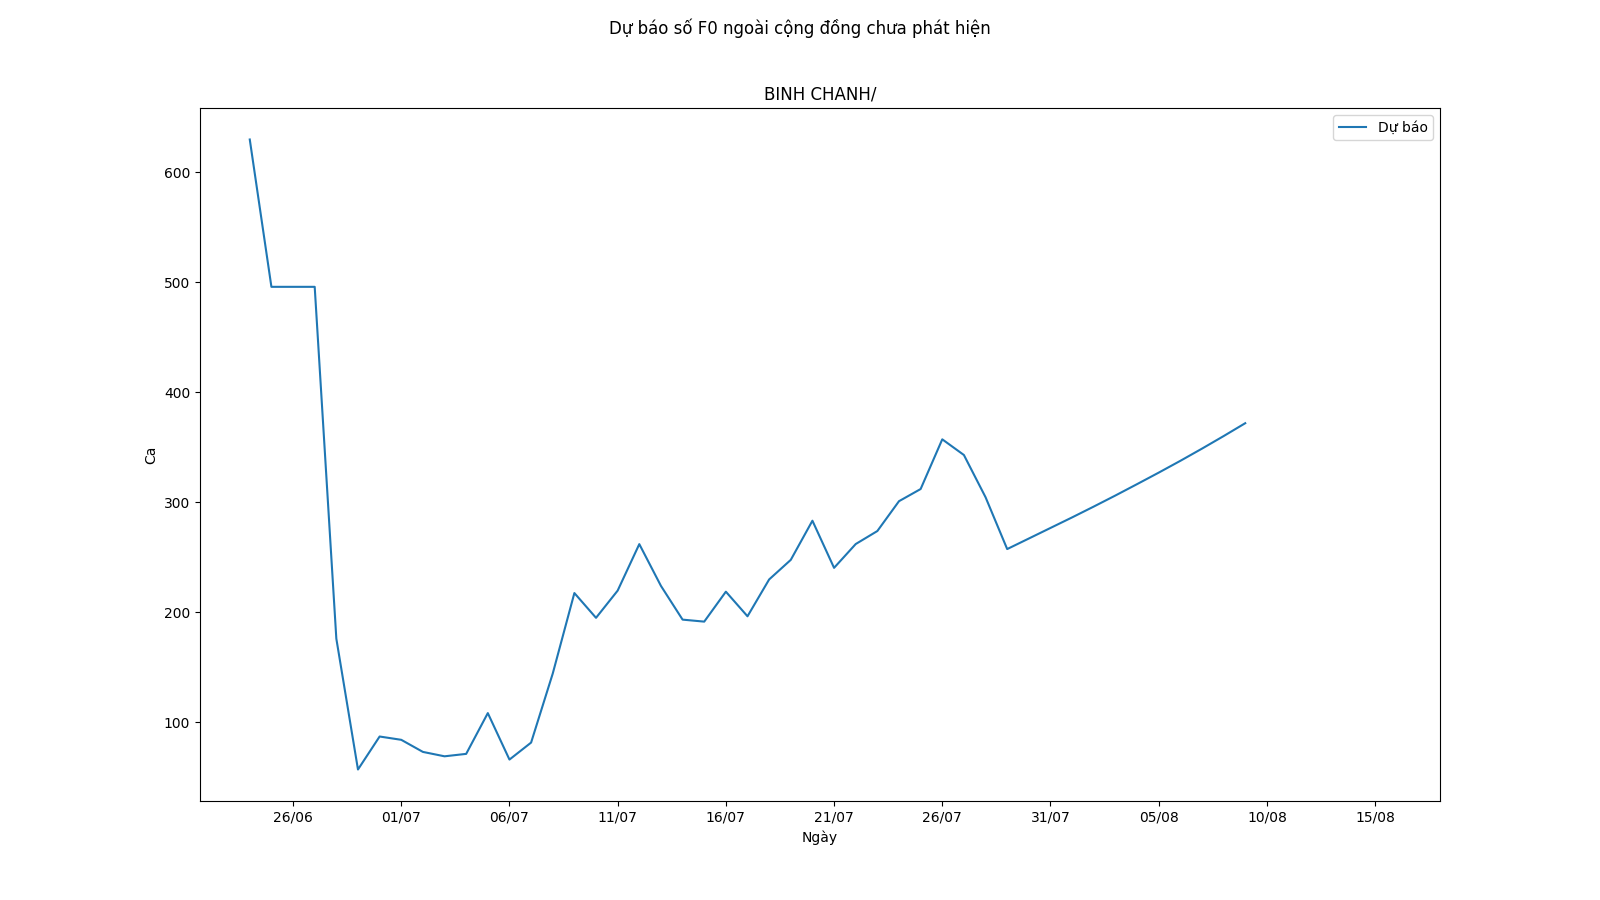 Dự báo số F0 ngoài cộng đồng chưa phát hiện
BINH CHANH/
Dự báo
600
500
400
300
200
100
Ca
26/06 01/07 06/07 11/07 16/07 21/07 26/07 31/07 05/08 10/08 15/08
Ngày